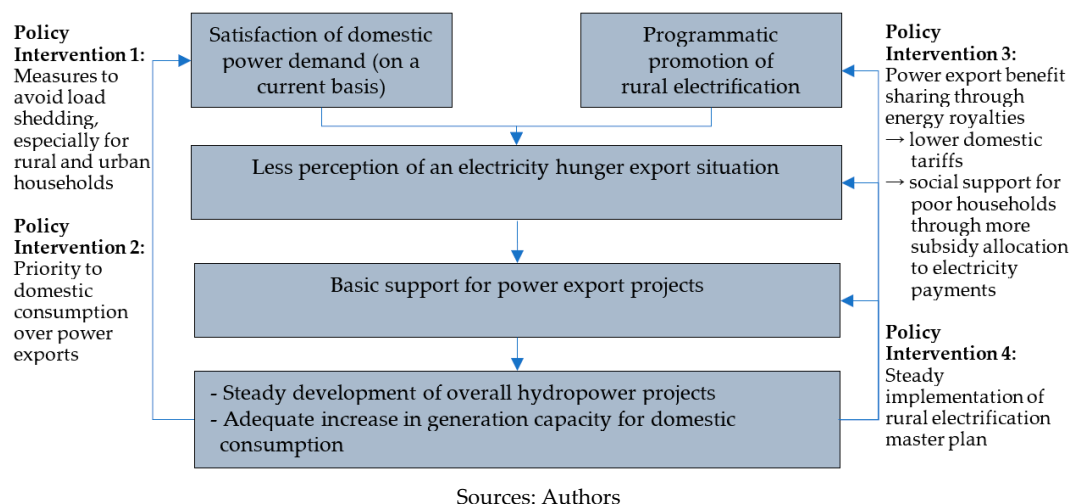 Policy
Intervention 1:
Measures to
avoid load
shedding,
especially for
rural and urban
households
Policy
Intervention 2:
Priority to
domestic
consumption
over power
exports
Satisfaction of domestic
power demand (on a
current basis)
Programmatic
promotion of
rural electrification
Less perception of an electricity hunger export situation
Basic support for power export projects
- Steady development of overall hydropower projects
- Adequate increase in generation capacity for domestic
consumption
Policy
Intervention 3:
Power export benefit
sharing through
energy royalties
→ lower domestic
tariffs
→ social support for
poor households
through more
subsidy allocation
to electricity
payments
Policy
Intervention 4:
Steady
implementation of
rural electrification
master plan
Sources: Authors